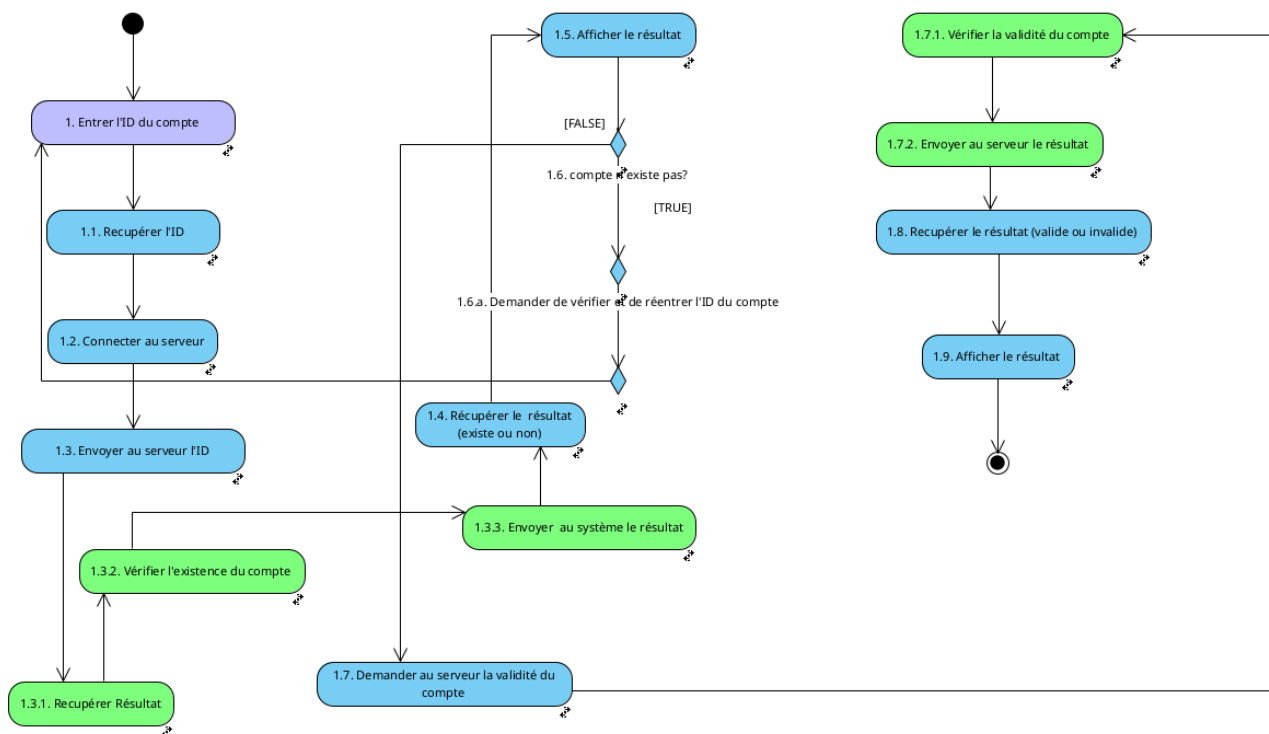 1. Entrer l'ID du compte
1.1. Recupérer l'ID
1.2. Connecter au serveur
1.3. Envoyer au serveur l'ID
1.3.1. Recupérer Résultat
1.3.2. Vérifier l'existence du compte
1.3.3. Envoyer  au système le résultat
1.4. Récupérer le  résultat
(existe ou non)
1.5. Afficher le résultat
[FALSE]
1.6. compte n'existe pas?
[TRUE]
1.6.a. Demander de vérifier et de réentrer l'ID du compte
1.7. Demander au serveur la validité du
compte
1.7.1. Vérifier la validité du compte
1.7.2. Envoyer au serveur le résultat
1.8. Recupérer le résultat (valide ou invalide)
1.9. Afficher le résultat